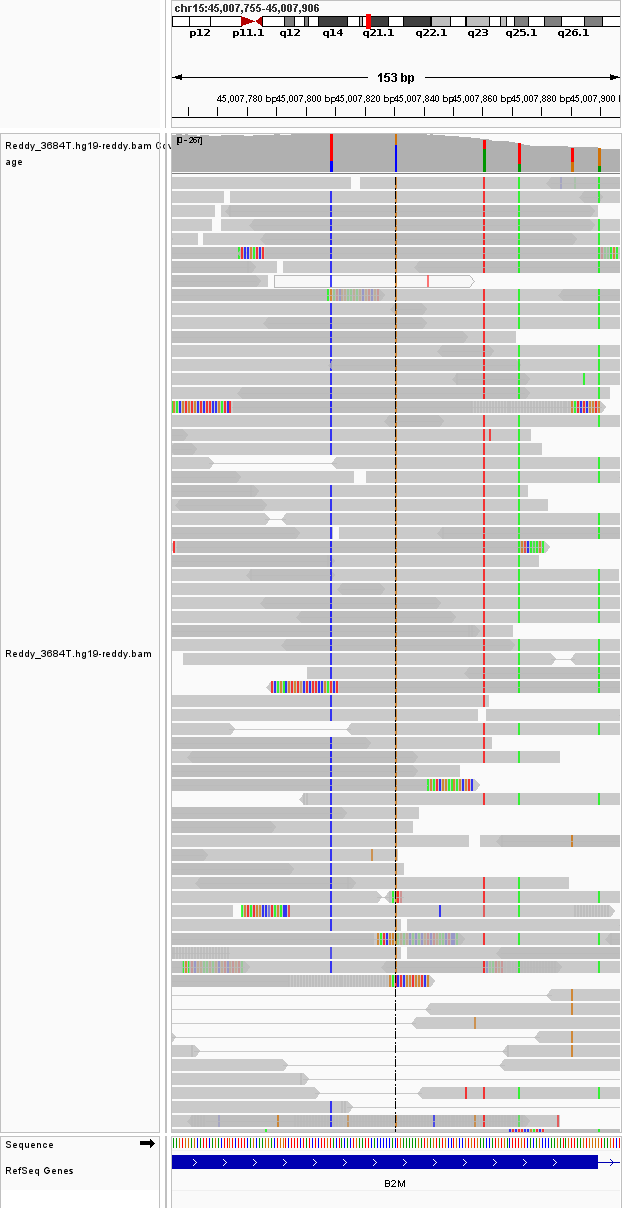 chr15:45,007,755-45,007,906
p12 p11.1 q12 q14 q21.1 q22.1 q23 q25.1 q26.1
153 bp
45,007,780 bp 45,007,800 bp 45,007,820 bp 45,007,840 bp 45,007,860 bp 45,007,880 bp 45,007,900 b
Reddy_3684T.hg19-reddy.bam Cov
age
[0 - 267]
Reddy_3684T.hg19-reddy.bam
Sequence
RefSeq Genes
B2M